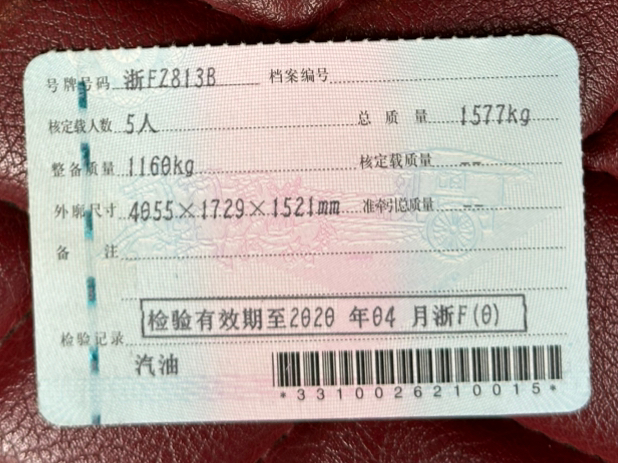 号牌号码 浙F2813B 档案编号
核定载人数 5人 总质量 1577kg
整备质量 1160kg 核定载质量 --
外廓尺寸 4055×1729×1521mm 准牵引总质量 --
备注
检验有效期至2020 年04 月浙F(0)
检验记录
汽油
*3310026210015*